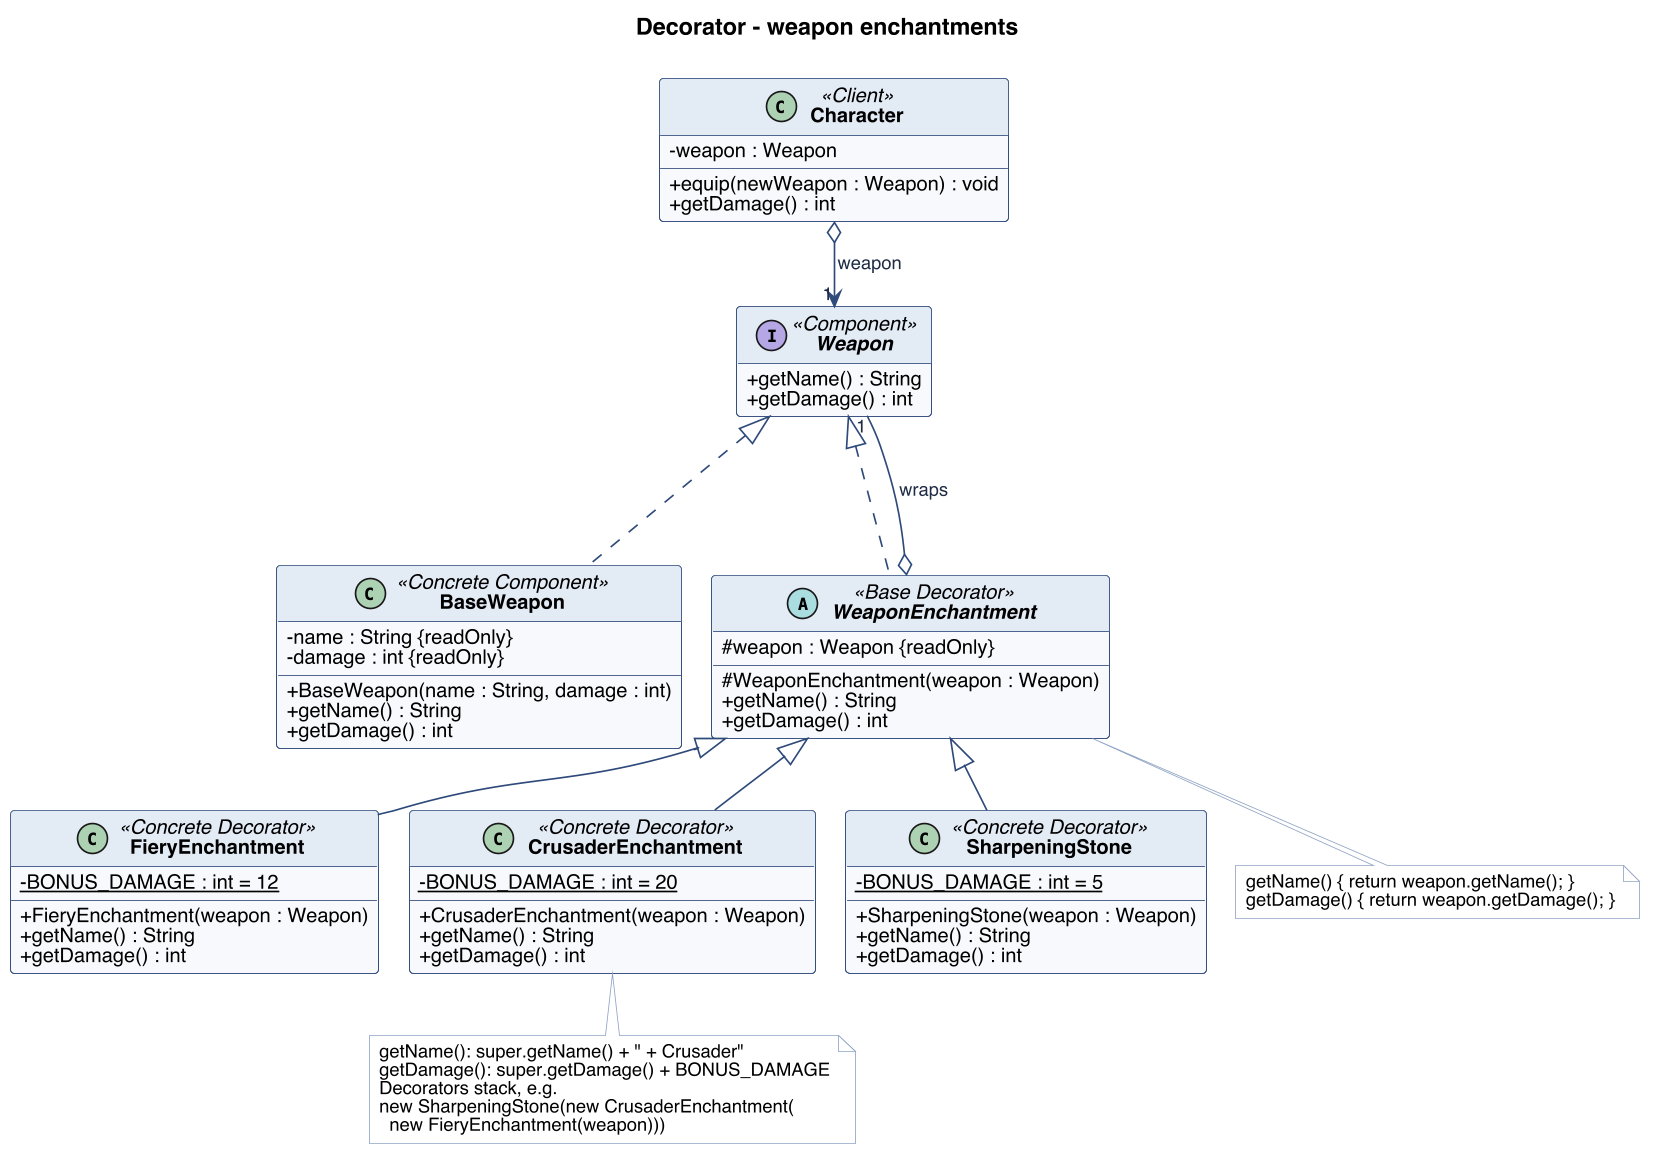 Decorator - weapon enchantments
C
«Client»
Character
-weapon : Weapon
+equip(newWeapon : Weapon) : void
+getDamage() : int
weapon
1
I
«Component»
Weapon
+getName() : String
+getDamage() : int
1
wraps
C
«Concrete Component»
BaseWeapon
-name : String {readOnly}
-damage : int {readOnly}
+BaseWeapon(name : String, damage : int)
+getName() : String
+getDamage() : int
A
«Base Decorator»
WeaponEnchantment
#weapon : Weapon {readOnly}
#WeaponEnchantment(weapon : Weapon)
+getName() : String
+getDamage() : int
C
«Concrete Decorator»
FieryEnchantment
-BONUS_DAMAGE : int = 12
+FieryEnchantment(weapon : Weapon)
+getName() : String
+getDamage() : int
C
«Concrete Decorator»
CrusaderEnchantment
-BONUS_DAMAGE : int = 20
+CrusaderEnchantment(weapon : Weapon)
+getName() : String
+getDamage() : int
C
«Concrete Decorator»
SharpeningStone
-BONUS_DAMAGE : int = 5
+SharpeningStone(weapon : Weapon)
+getName() : String
+getDamage() : int
getName() { return weapon.getName(); }
getDamage() { return weapon.getDamage(); }
getName(): super.getName() + " + Crusader"
getDamage(): super.getDamage() + BONUS_DAMAGE
Decorators stack, e.g.
new SharpeningStone(new CrusaderEnchantment(
new FieryEnchantment(weapon)))